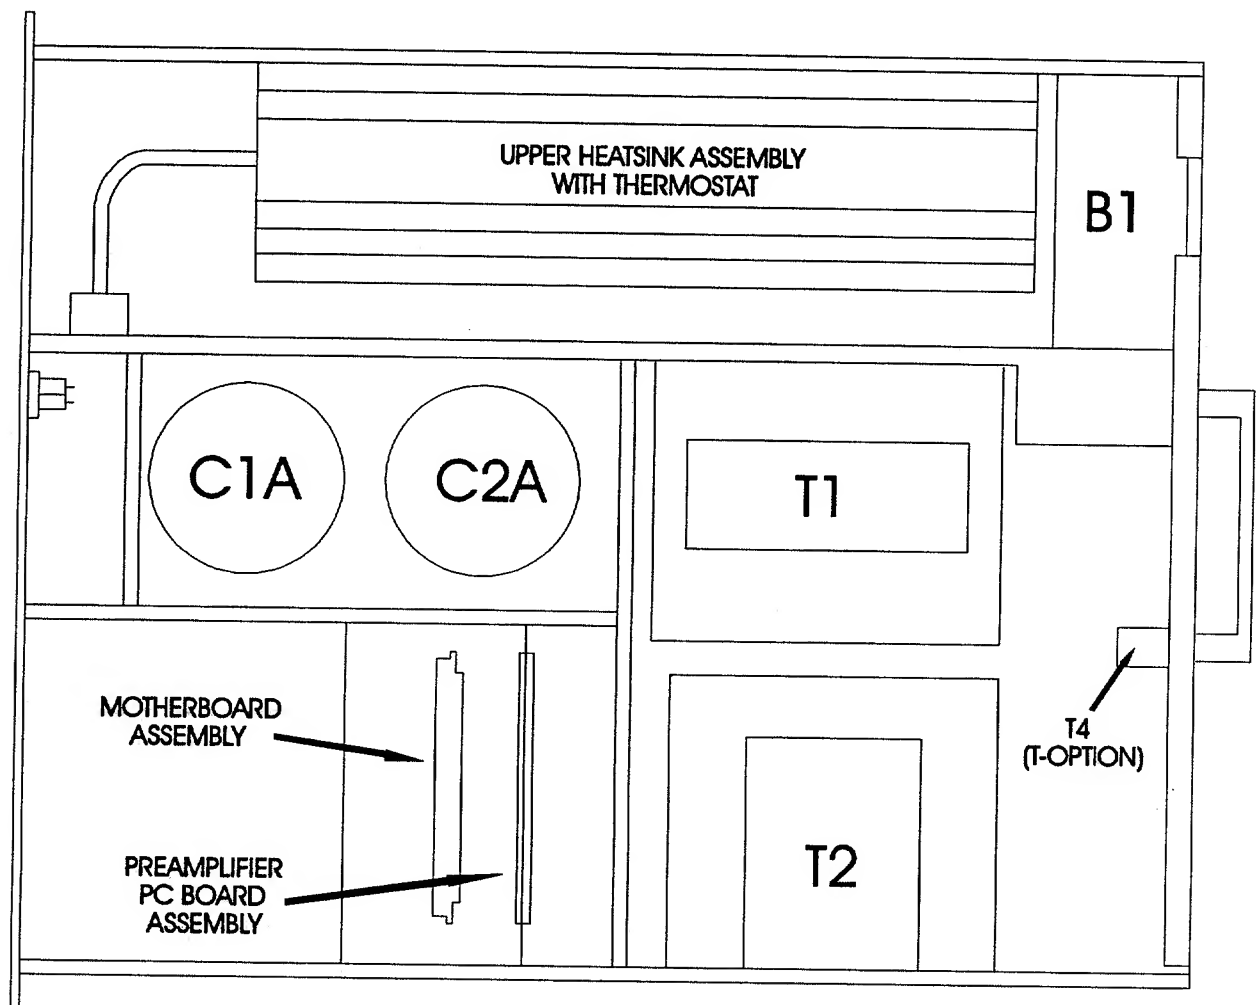 UPPER HEATSINK ASSEMBLY
WITH THERMOSTAT
B1
C1A
C2A
T1
MOTHERBOARD
ASSEMBLY
T4
(T-OPTION)
PREAMPLIFIER
PC BOARD
ASSEMBLY
T2